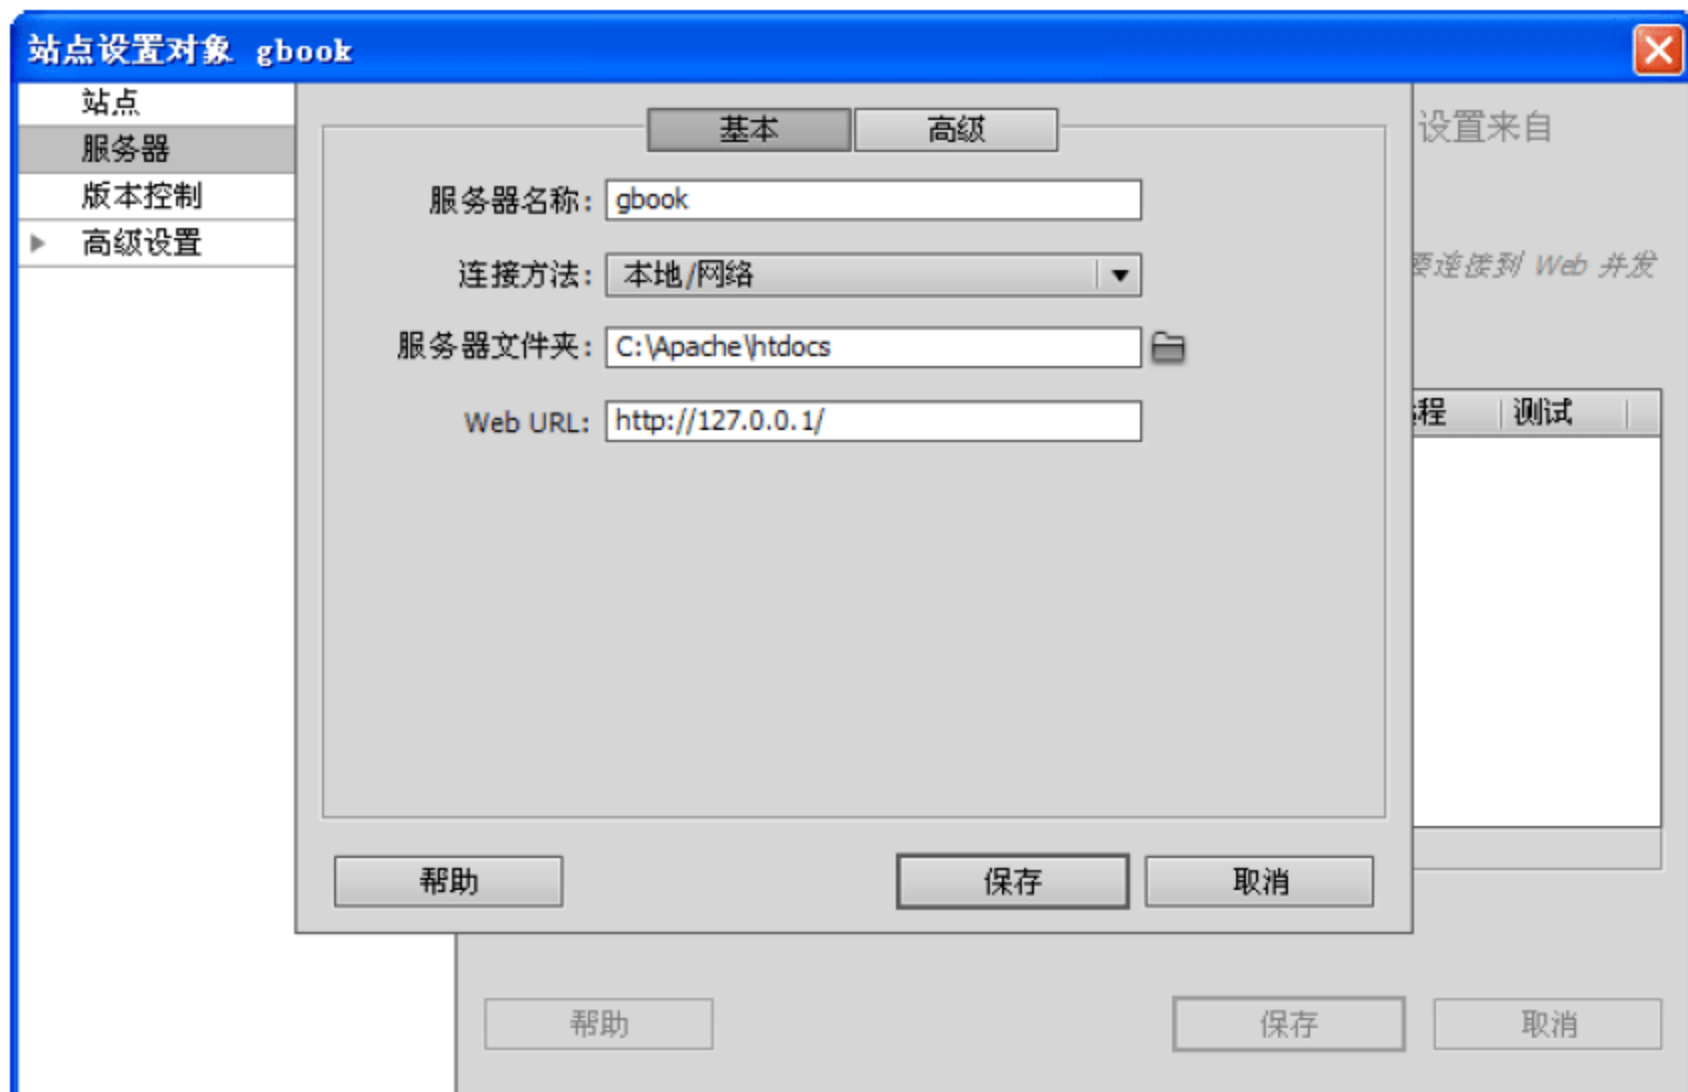 站点设置对象 gbook
站点
服务器
版本控制
高级设置
基本
高级
服务器名称: gbook
连接方法: 本地/网络
服务器文件夹: C:\Apache\htdocs
Web URL: http://127.0.0.1/
帮助
保存
取消
设置来自
要连接到 Web 并发
程 测试
帮助
保存
取消